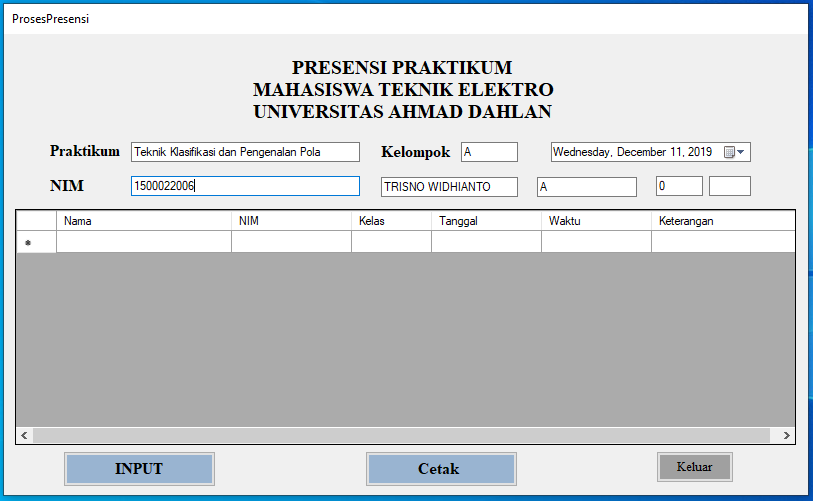 ProsesPresensi
PRESENSI PRAKTIKUM
MAHASISWA TEKNIK ELEKTRO
UNIVERSITAS AHMAD DAHLAN
Praktikum Teknik Klasifikasi dan Pengenalan Pola Kelompok A Wednesday, December 11, 2019
NIM 1500022006 TRISNO WIDHIANTO A 0
Nama NIM Kelas Tanggal Waktu Keterangan
INPUT Cetak Keluar